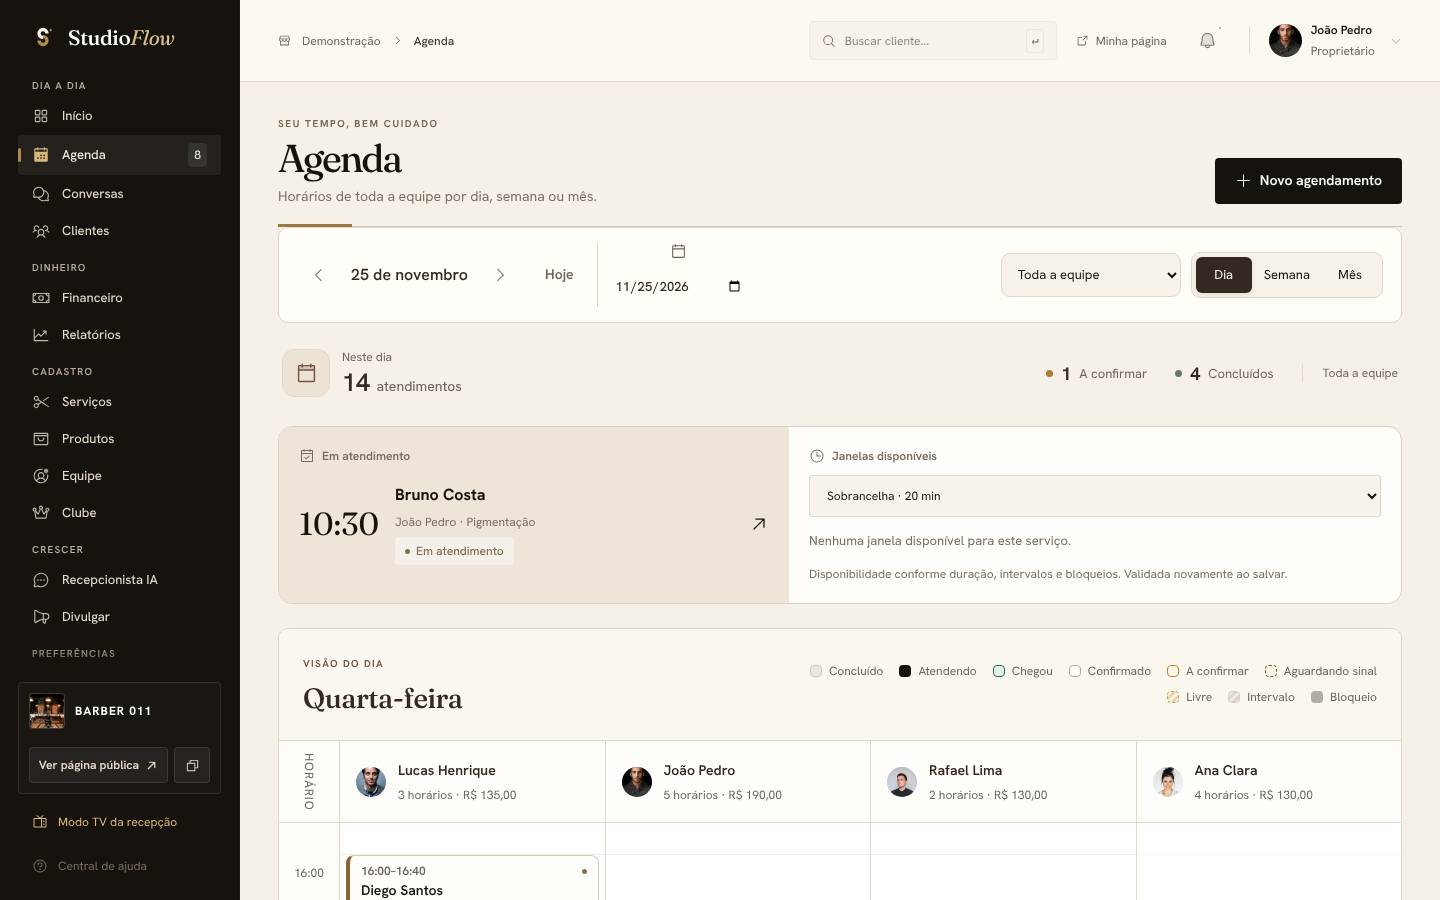 StudioFlow
DIA A DIA
Início
Agenda
8
Conversas
Clientes
DINHEIRO
Financeiro
Relatórios
CADASTRO
Serviços
Produtos
Equipe
Clube
CRESCER
Recepcionista IA
Divulgar
PREFERÊNCIAS
BARBER 011
Ver página pública
Modo TV da recepção
Central de ajuda
Demonstração
Agenda
Buscar cliente...
Minha página
João Pedro
Proprietário
SEU TEMPO, BEM CUIDADO
Agenda
Horários de toda a equipe por dia, semana ou mês.
Novo agendamento
25 de novembro
Hoje
11/25/2026
Toda a equipe
Dia
Semana
Mês
Neste dia
14 atendimentos
1 A confirmar
4 Concluídos
Toda a equipe
Em atendimento
10:30
Bruno Costa
João Pedro · Pigmentação
Em atendimento
Janelas disponíveis
Sobrancelha · 20 min
Nenhuma janela disponível para este serviço.
Disponibilidade conforme duração, intervalos e bloqueios. Validada novamente ao salvar.
VISÃO DO DIA
Quarta-feira
Concluído
Atendendo
Chegou
Confirmado
A confirmar
Aguardando sinal
Livre
Intervalo
Bloqueio
HORÁRIO
Lucas Henrique
3 horários · R$ 135,00
João Pedro
5 horários · R$ 190,00
Rafael Lima
2 horários · R$ 130,00
Ana Clara
4 horários · R$ 130,00
16:00
16:00–16:40
Diego Santos